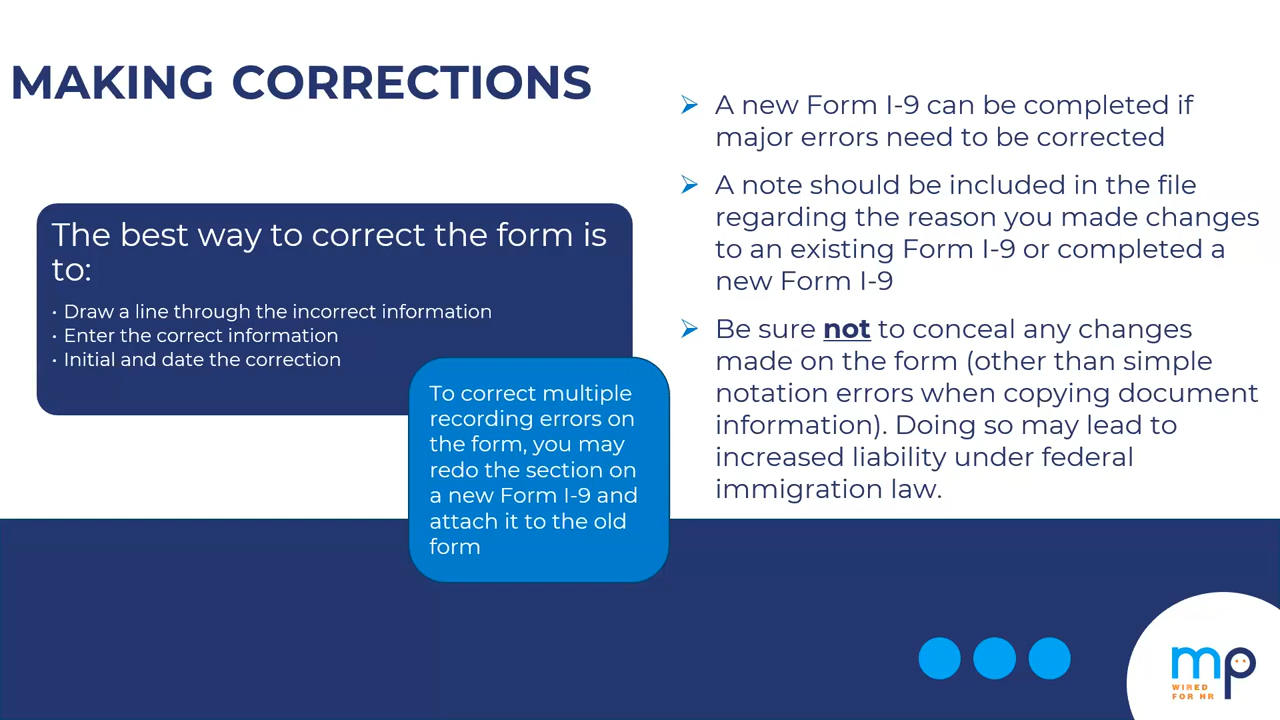 MAKING CORRECTIONS
The best way to correct the form is
to:
• Draw a line through the incorrect information
• Enter the correct information
• Initial and date the correction
To correct multiple
recording errors on
the form, you may
redo the section on
a new Form I-9 and
attach it to the old
form
➢ A new Form I-9 can be completed if
major errors need to be corrected
➢ A note should be included in the file
regarding the reason you made changes
to an existing Form I-9 or completed a
new Form I-9
➢ Be sure not to conceal any changes
made on the form (other than simple
notation errors when copying document
information). Doing so may lead to
increased liability under federal
immigration law.
mp
WIRED
FOR HR